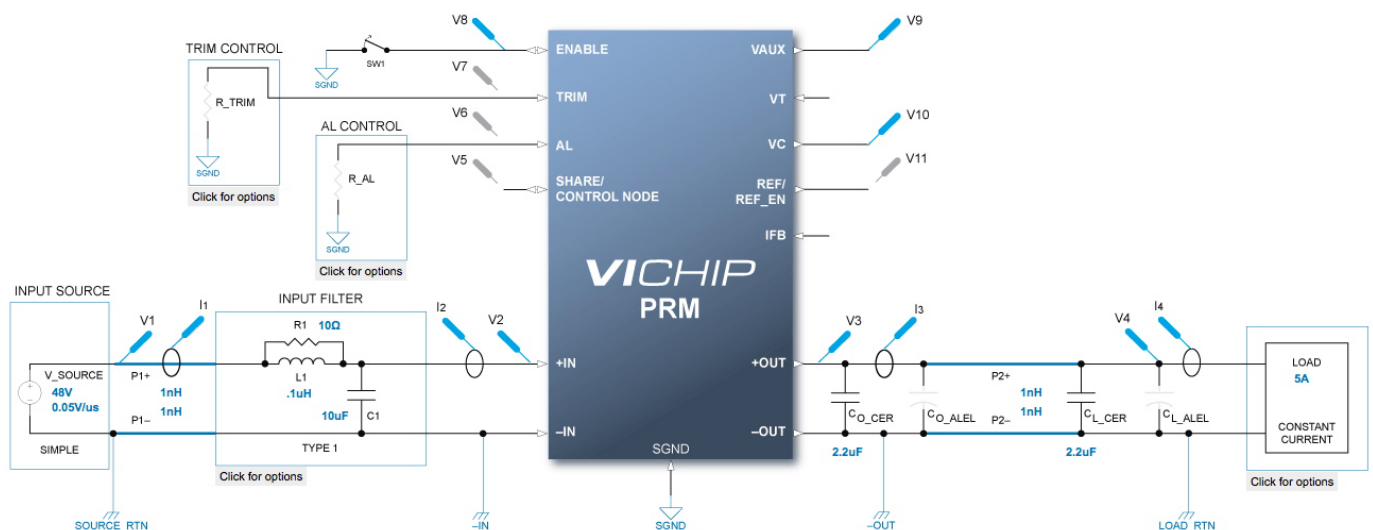 V8
V9
TRIM CONTROL
ENABLE
VAUX
SW1
SGND
V7
R_TRIM
TRIM
VT
V6
V10
AL CONTROL
AL
VC
SGND
V5
V11
R_AL
SHARE/
CONTROL NODE
REF/
REF_EN
Click for options
IFB
SGND
VICHIP
PRM
Click for options
INPUT SOURCE
INPUT FILTER
V1
I1
I2
V2
V3
I3
V4
I4
R1
10Ω
+IN
+OUT
LOAD
5A
V_SOURCE
48V
0.05V/us
P1+
1nH
1nH
P1–
L1
.1uH
10uF
C1
P2+
1nH
1nH
P2–
CO_CER
CO_ALEL
CL_CER
CL_ALEL
CONSTANT
CURRENT
SIMPLE
TYPE 1
–IN
–OUT
SGND
2.2uF
2.2uF
Click for options
Click for options
SOURCE_RTN
–IN
SGND
–OUT
LOAD_RTN